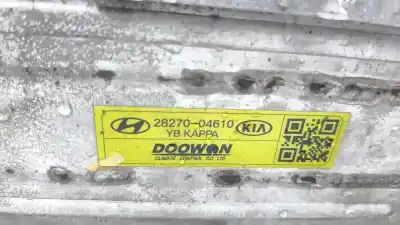 28270-04610 KIA
YB KAPPA
DOOWON
CLIMATE CONTROL CO LTD.